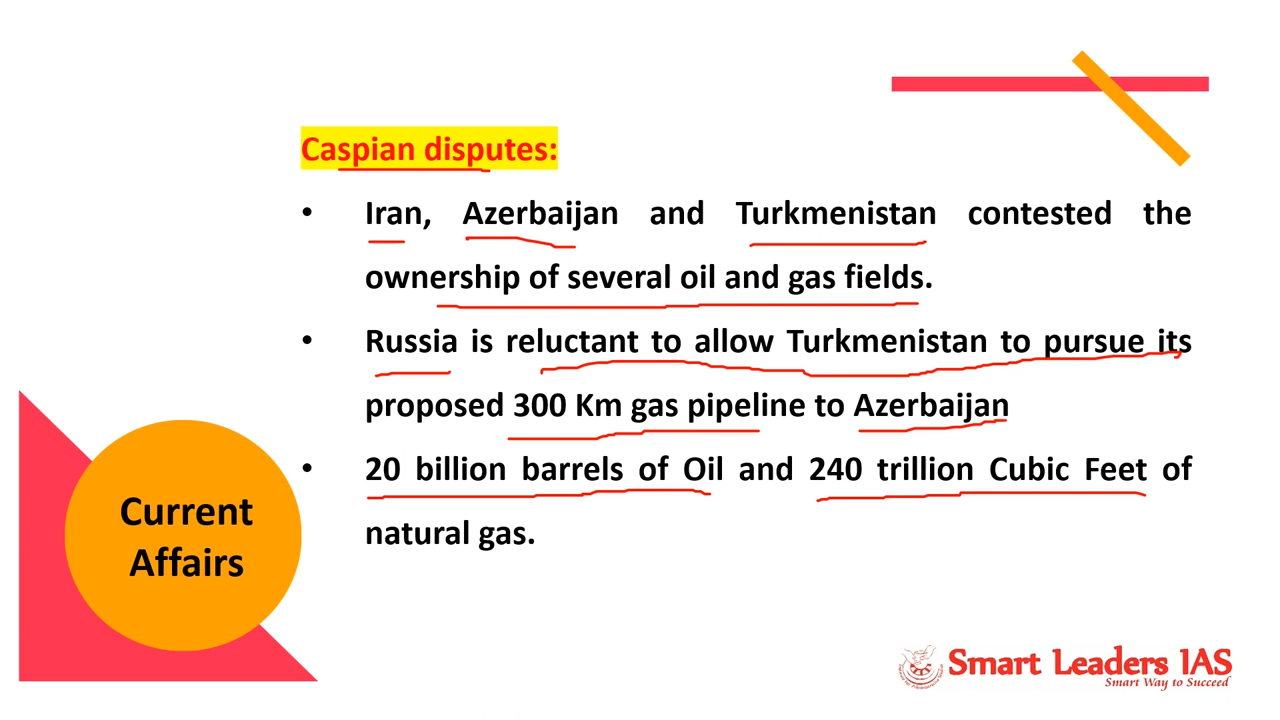 Caspian disputes:
• Iran, Azerbaijan and Turkmenistan contested the
ownership of several oil and gas fields.
• Russia is reluctant to allow Turkmenistan to pursue its
proposed 300 Km gas pipeline to Azerbaijan
• 20 billion barrels of Oil and 240 trillion Cubic Feet of
natural gas.
Current
Affairs
Smart Leaders IAS
Smart Way to Succeed